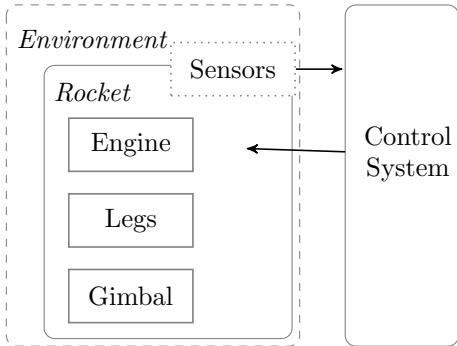 Environment
Sensors
Rocket
Engine
Control
System
Legs
Gimbal